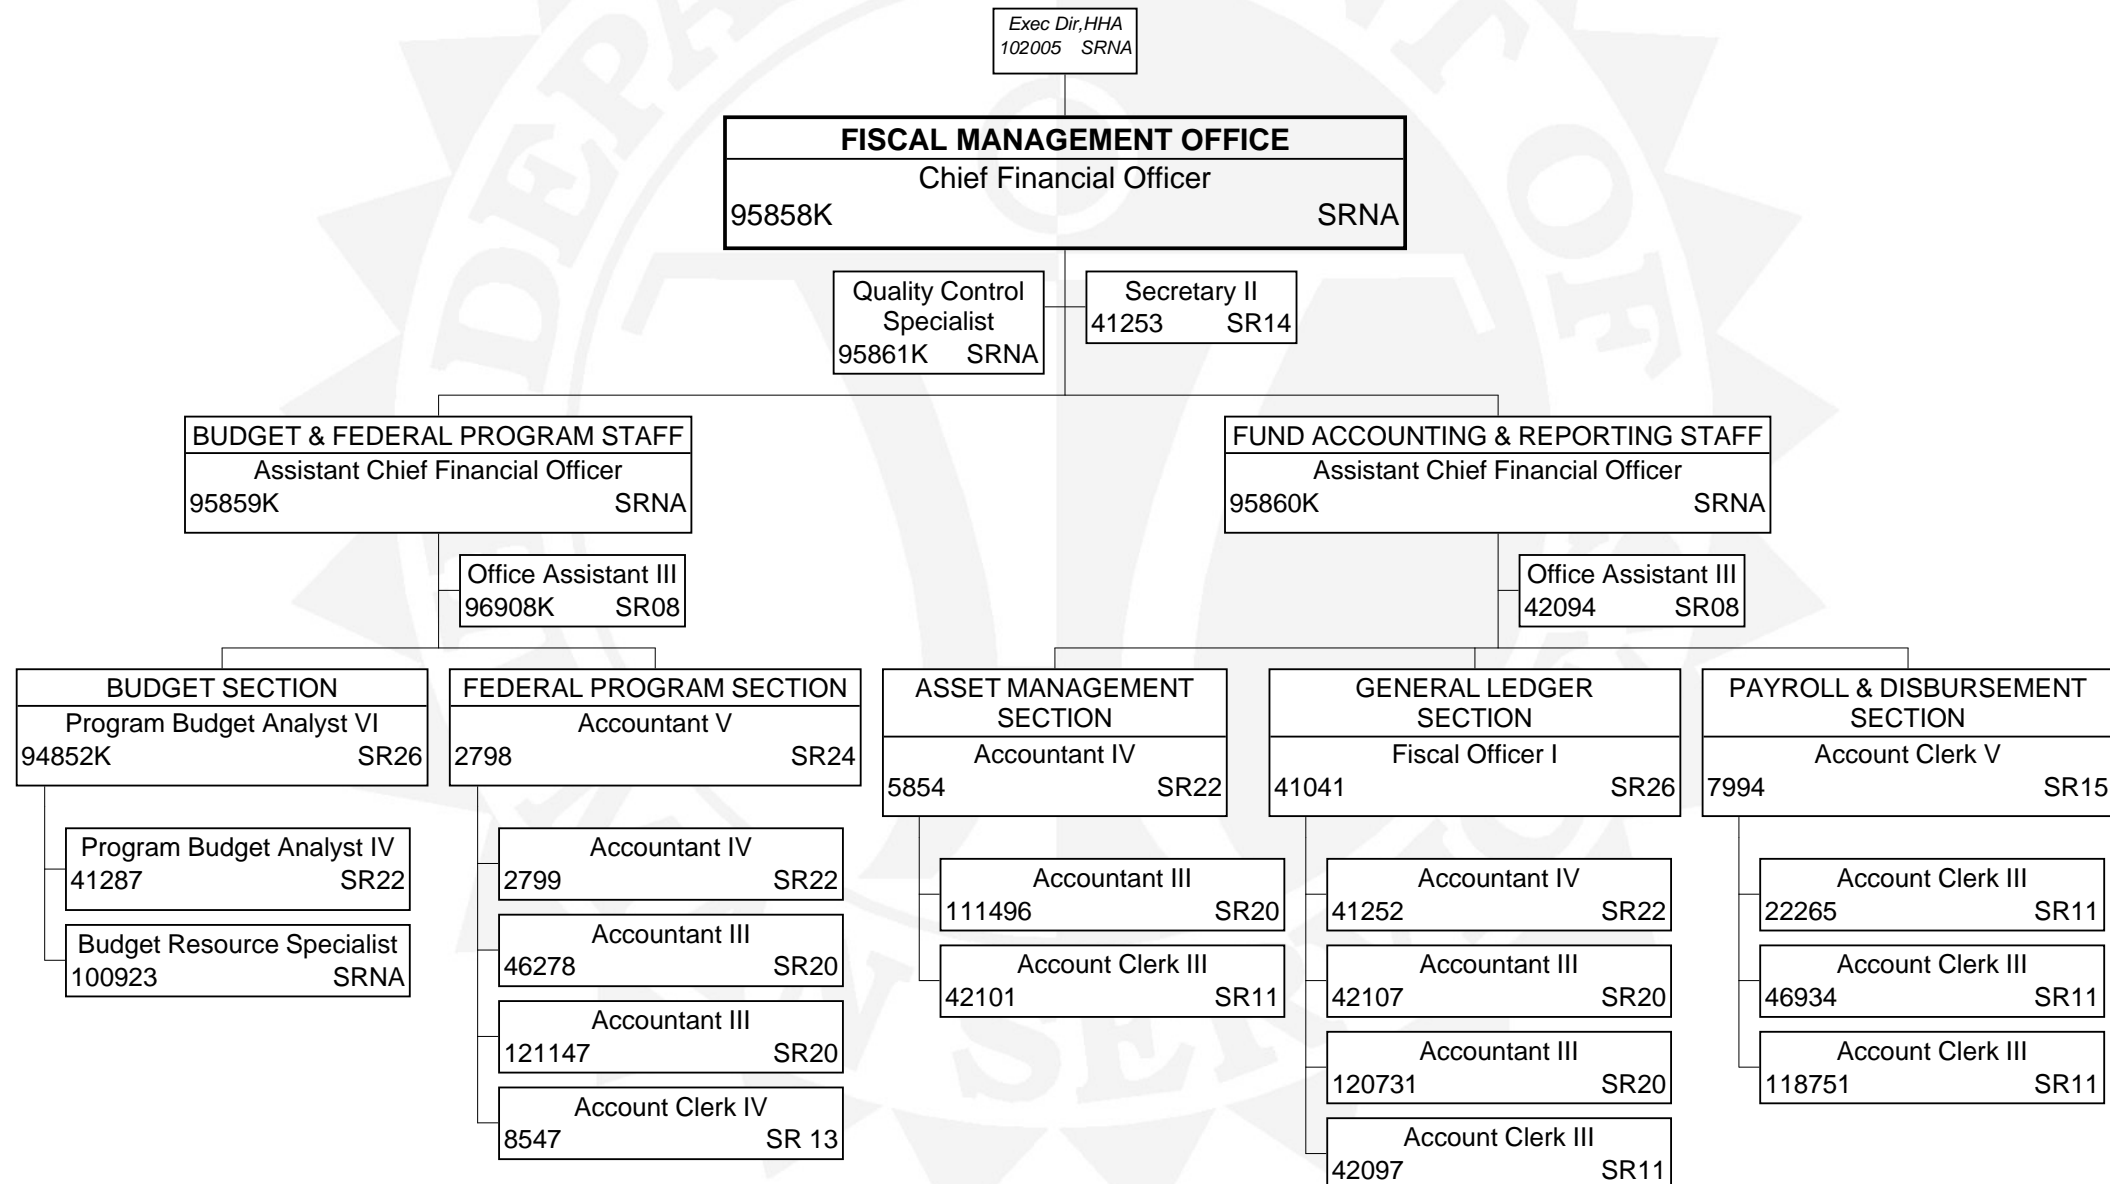 Exec Dir,HHA
102005 SRNA
FISCAL MANAGEMENT OFFICE
Chief Financial Officer
95858K SRNA
Quality Control
Specialist
95861K SRNA
Secretary II
41253 SR14
BUDGET & FEDERAL PROGRAM STAFF
Assistant Chief Financial Officer
95859K SRNA
Office Assistant III
96908K SR08
FUND ACCOUNTING & REPORTING STAFF
Assistant Chief Financial Officer
95860K SRNA
Office Assistant III
42094 SR08
BUDGET SECTION
Program Budget Analyst VI
94852K SR26
Program Budget Analyst IV
41287 SR22
Budget Resource Specialist
100923 SRNA
FEDERAL PROGRAM SECTION
Accountant V
2798 SR24
Accountant IV
2799 SR22
Accountant III
46278 SR20
Accountant III
121147 SR20
Account Clerk IV
8547 SR 13
ASSET MANAGEMENT
SECTION
Accountant IV
5854 SR22
Accountant III
111496 SR20
Account Clerk III
42101 SR11
GENERAL LEDGER
SECTION
Fiscal Officer I
41041 SR26
Accountant IV
41252 SR22
Accountant III
42107 SR20
Accountant III
120731 SR20
Account Clerk III
42097 SR11
PAYROLL & DISBURSEMENT
SECTION
Account Clerk V
7994 SR15
Account Clerk III
22265 SR11
Account Clerk III
46934 SR11
Account Clerk III
118751 SR11